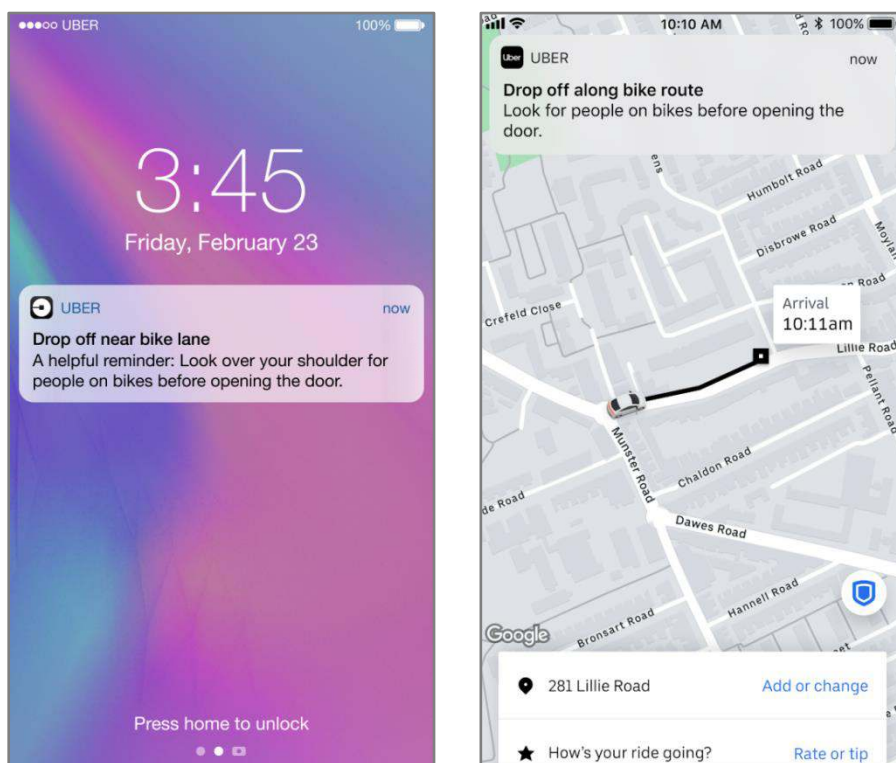 UBER 100%
3:45
Friday, February 23
UBER now
Drop off near bike lane
A helpful reminder: Look over your shoulder for
people on bikes before opening the door.
Press home to unlock
10:10 AM 100%
Uber UBER now
Drop off along bike route
Look for people on bikes before opening the
door.
Humbolt Road
Disbrowe Road
Road
Crefeld Close
Arrival
10:11am
Lillie Road
Pellant Road
Munster Road
Chaldon Road
Road
Dawes Road
Hannell Road
Bronsart Road
Google
281 Lillie Road Add or change
How's your ride going? Rate or tip